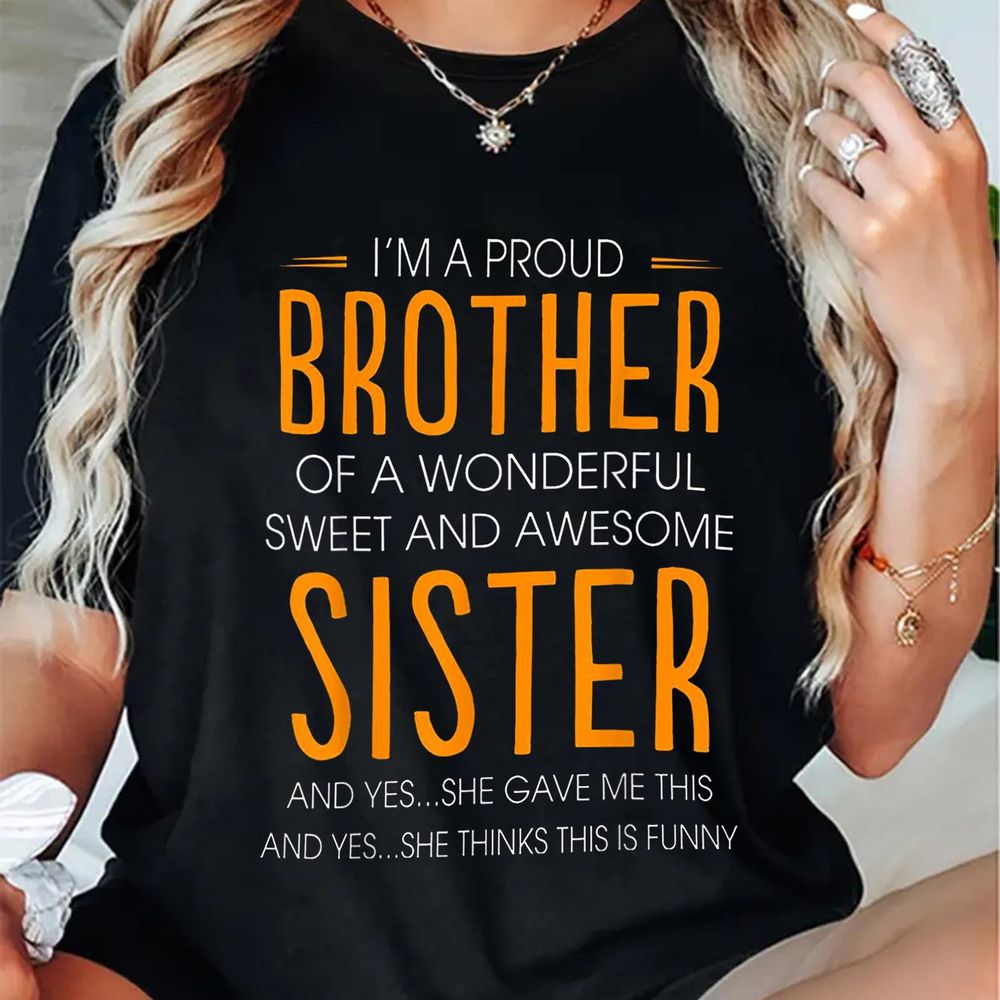 I'M A PROUD
BROTHER
OF A WONDERFUL
SWEET AND AWESOME
SISTER
AND YES...SHE GAVE ME THIS
AND YES...SHE THINKS THIS IS FUNNY